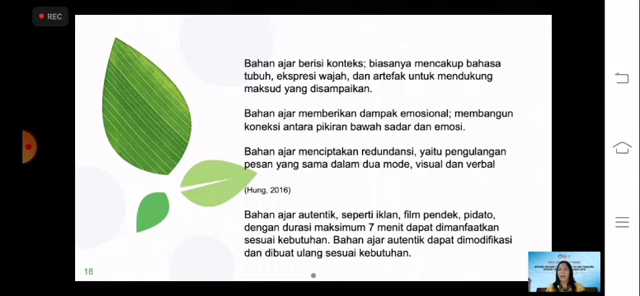 REC
Bahan ajar berisi konteks; biasanya mencakup bahasa
tubuh, ekspresi wajah, dan artefak untuk mendukung
maksud yang disampaikan.
Bahan ajar memberikan dampak emosional; membangun
koneksi antara pikiran bawah sadar dan emosi.
Bahan ajar menciptakan redundansi, yaitu pengulangan
pesan yang sama dalam dua mode, visual dan verbal
(Hung, 2016)
Bahan ajar autentik, seperti iklan, film pendek, pidato,
dengan durasi maksimum 7 menit dapat dimanfaatkan
sesuai kebutuhan. Bahan ajar autentik dapat dimodifikasi
dan dibuat ulang sesuai kebutuhan.
18